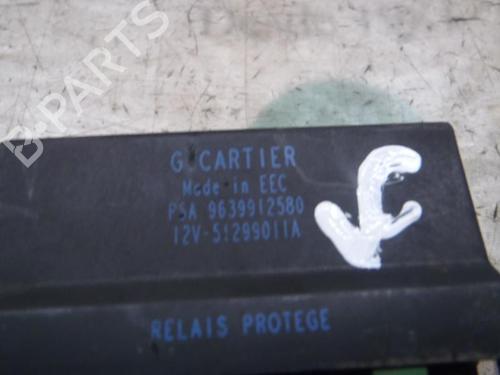 B-PARTS
G.CARTIER
Made in EEC
PSA 9639912580
12V-51299011A
RELAIS PROTEGE